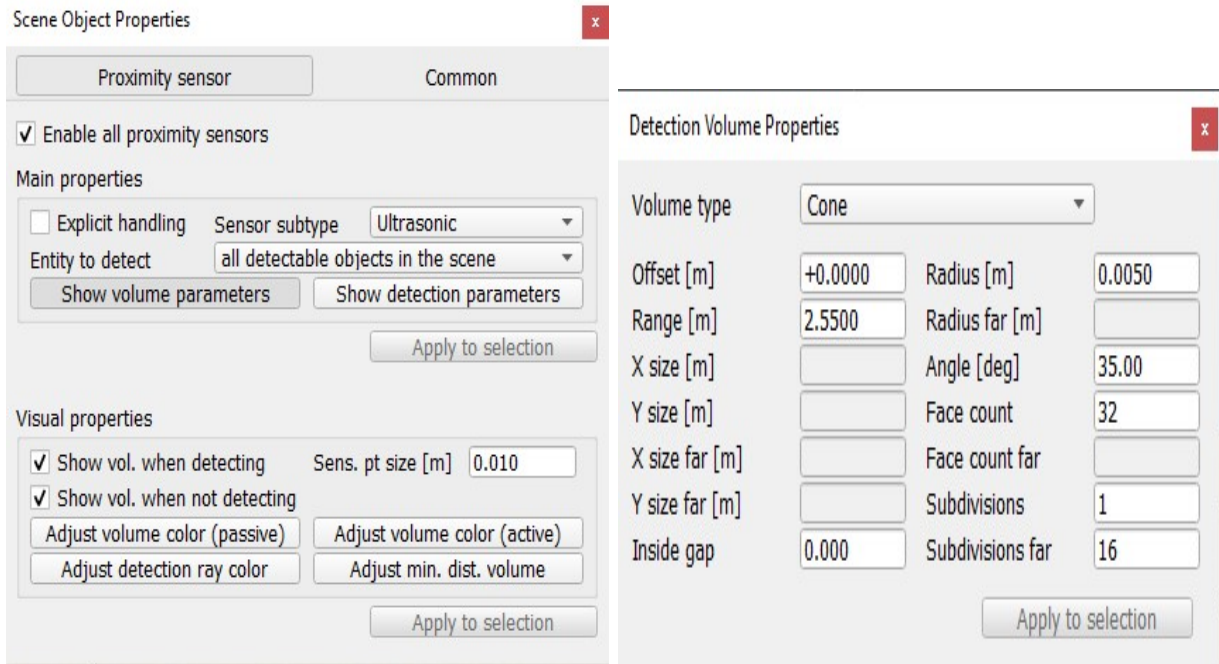 Scene Object Properties
x
Proximity sensor Common
Enable all proximity sensors
Main properties
Explicit handling Sensor subtype Ultrasonic
Entity to detect all detectable objects in the scene
Show volume parameters Show detection parameters
Apply to selection
Visual properties
Show vol. when detecting Sens. pt size [m] 0.010
Show vol. when not detecting
Adjust volume color (passive) Adjust volume color (active)
Adjust detection ray color Adjust min. dist. volume
Apply to selection
Detection Volume Properties
x
Volume type Cone
Offset [m] +0.0000 Radius [m] 0.0050
Range [m] 2.5500 Radius far [m]
X size [m] Angle [deg] 35.00
Y size [m] Face count 32
X size far [m] Face count far
Y size far [m] Subdivisions 1
Inside gap 0.000 Subdivisions far 16
Apply to selection